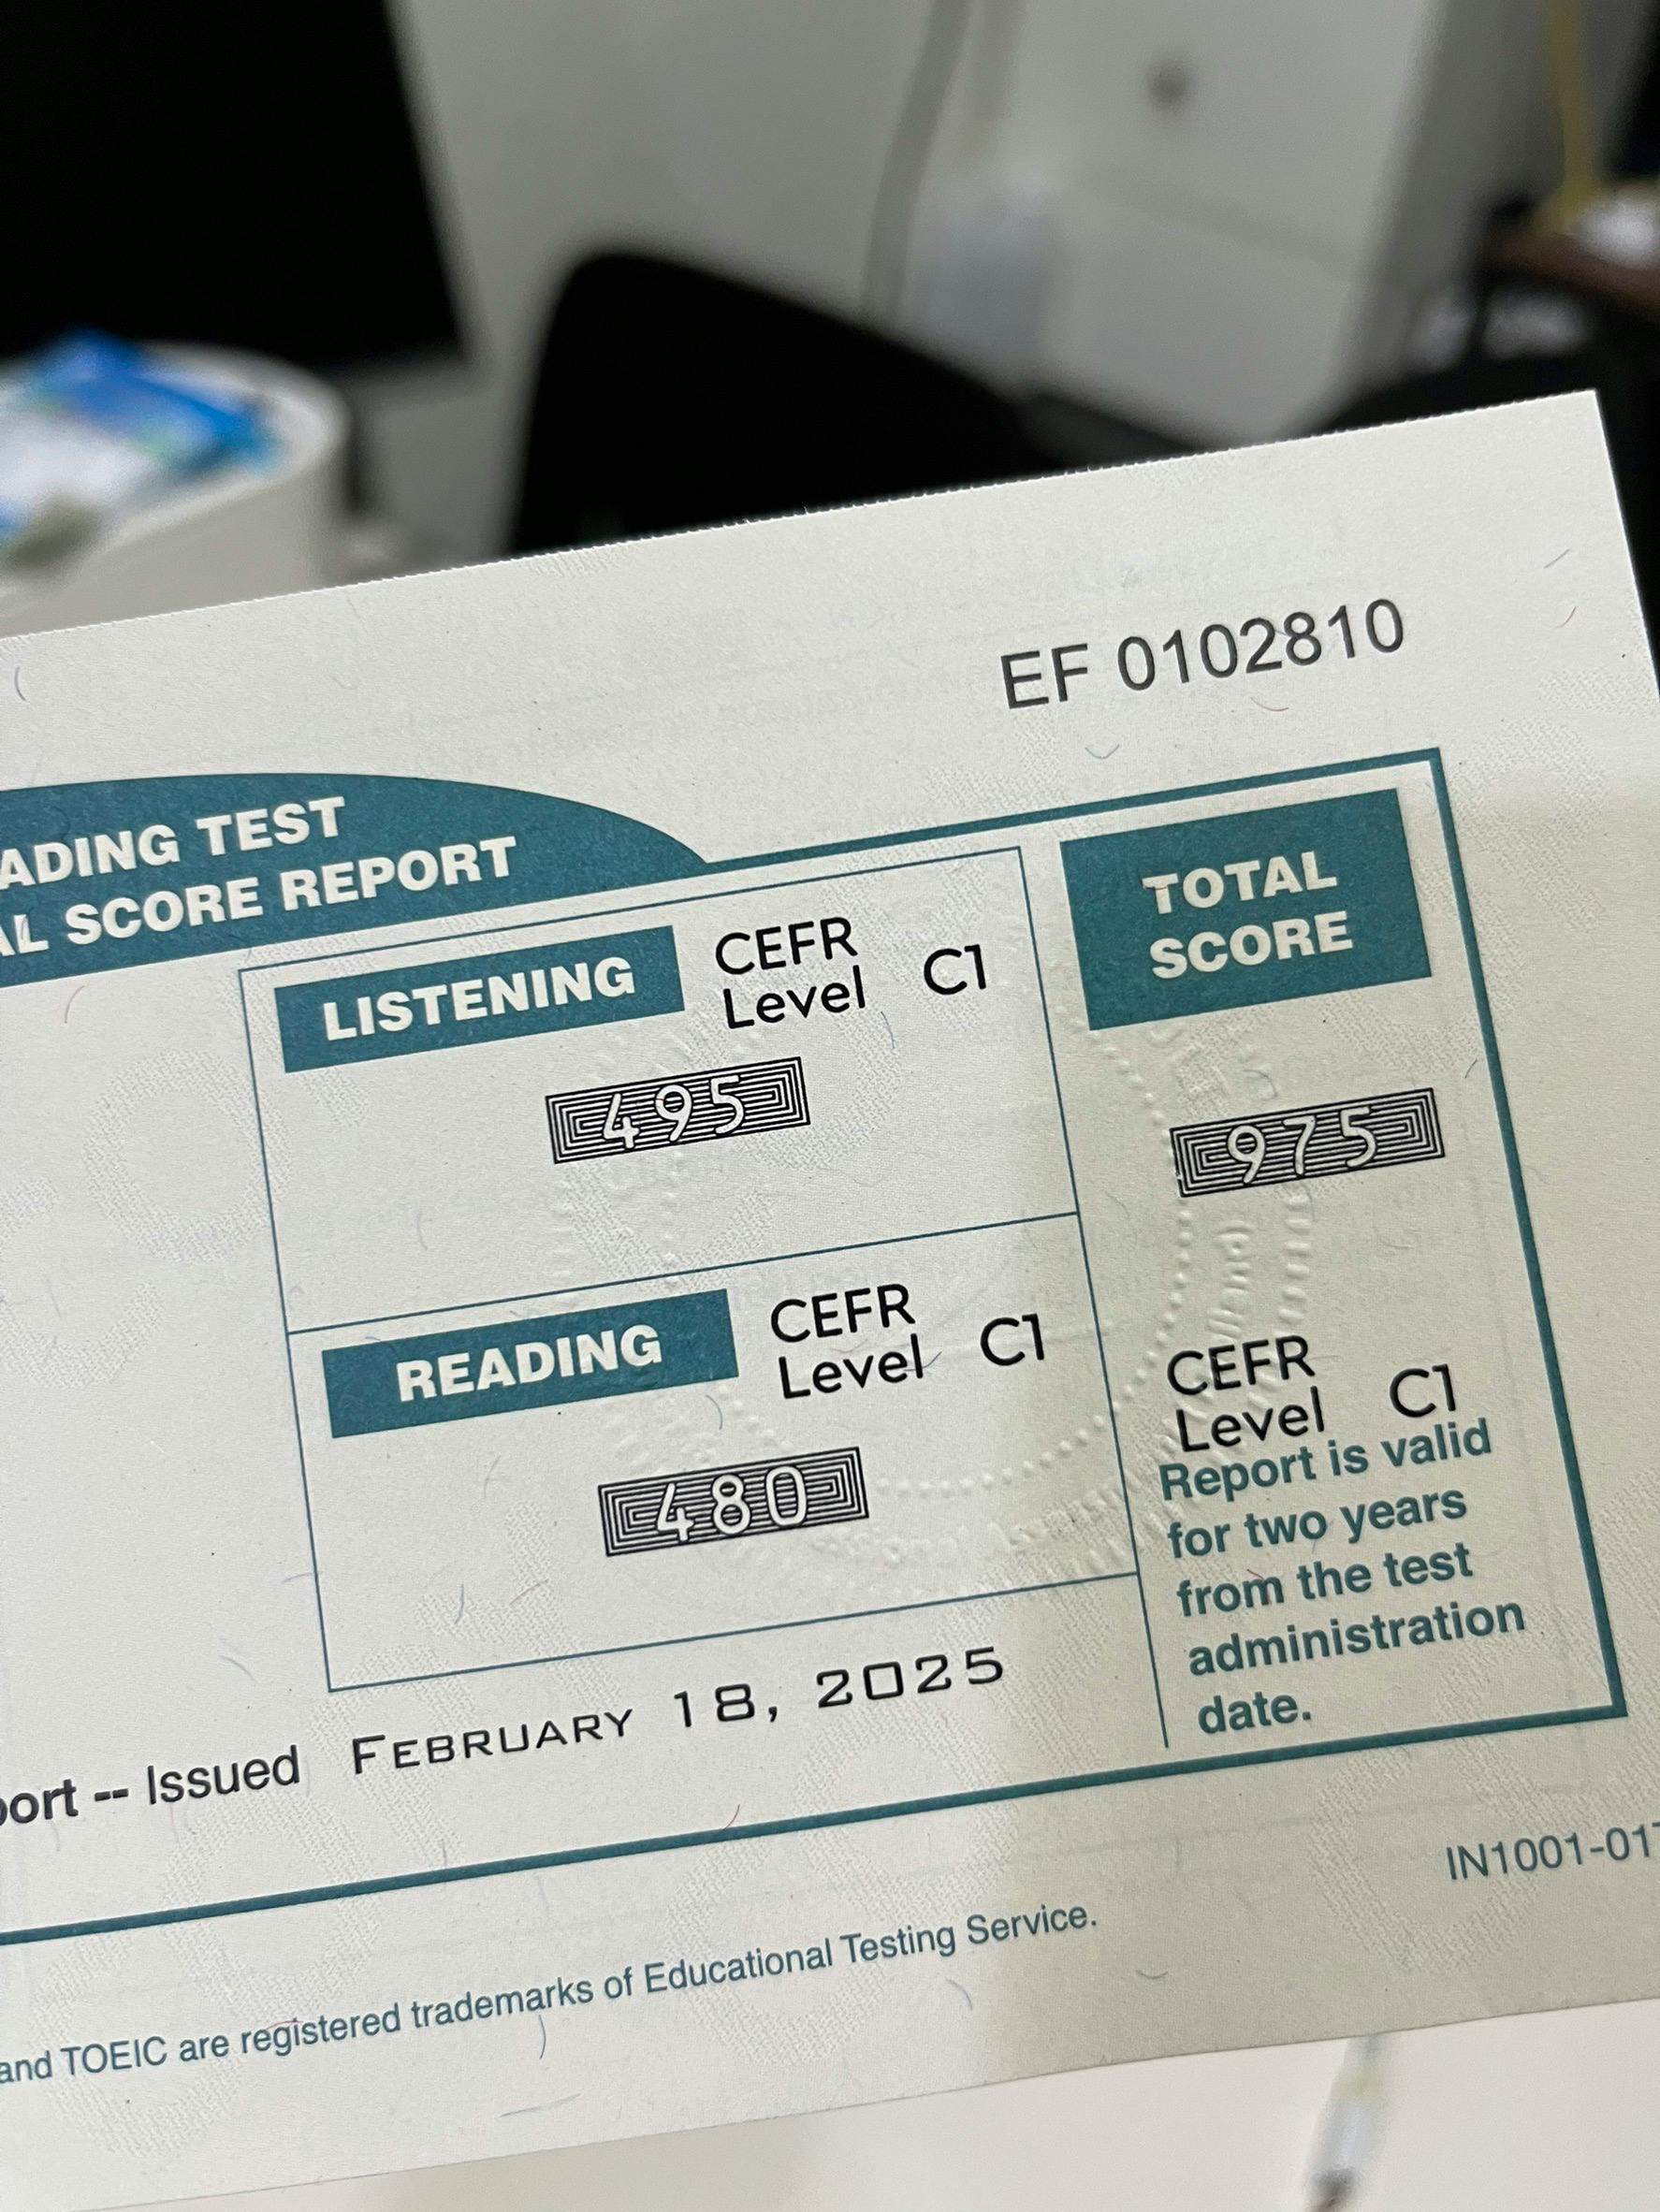 EF 0102810
ADING TEST
AL SCORE REPORT
LISTENING
CEFR
Level C1
495
READING
CEFR
Level C1
480
TOTAL
SCORE
975
CEFR
Level C1
Report is valid
for two years
from the test
administration
date.
port -- Issued FEBRUARY 18, 2025
IN1001-01
and TOEIC are registered trademarks of Educational Testing Service.